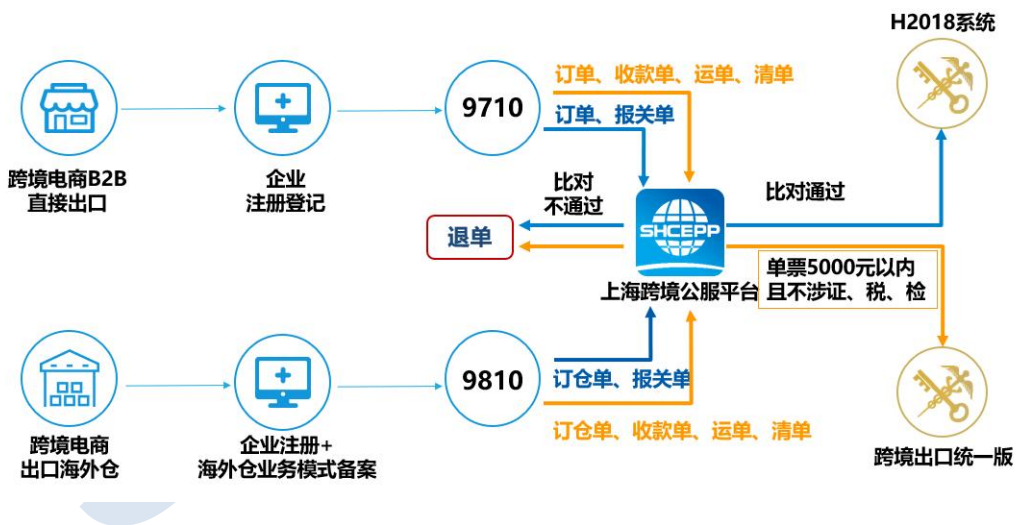 H2018系统
订单、收款单、运单、清单
9710
订单、报关单
跨境电商B2B
直接出口
企业
注册登记
比对
不通过
比对通过
退单
SHCEPP
单票5000元以内
且不涉证、税、检
上海跨境公服平台
9810
订仓单、报关单
订仓单、收款单、运单、清单
跨境电商
出口海外仓
企业注册+
海外仓业务模式备案
跨境出口统一版